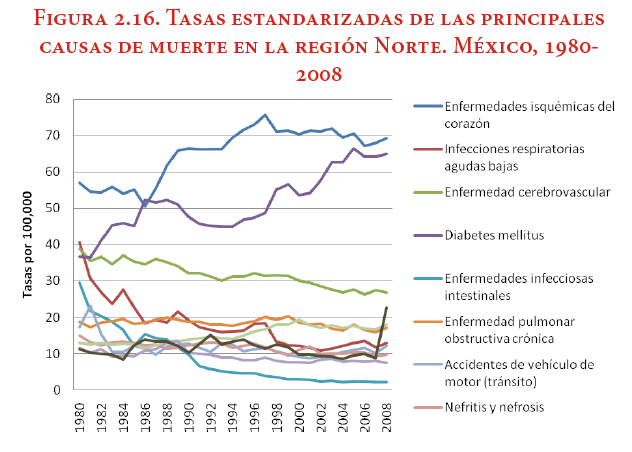 Figura 2.16. Tasas estandarizadas de las principales
causas de muerte en la región Norte. México, 1980-
2008
80
70
60
50
40
30
20
10
0
Tasas por 100,000
1980
1982
1984
1986
1988
1990
1992
1994
1996
1998
2000
2002
2004
2006
2008
Enfermedades isquémicas del
corazón
Infecciones respiratorias
agudas bajas
Enfermedad cerebrovascular
Diabetes mellitus
Enfermedades infecciosas
intestinales
Enfermedad pulmonar
obstructiva crónica
Accidentes de vehículo de
motor (tránsito)
Nefritis y nefrosis